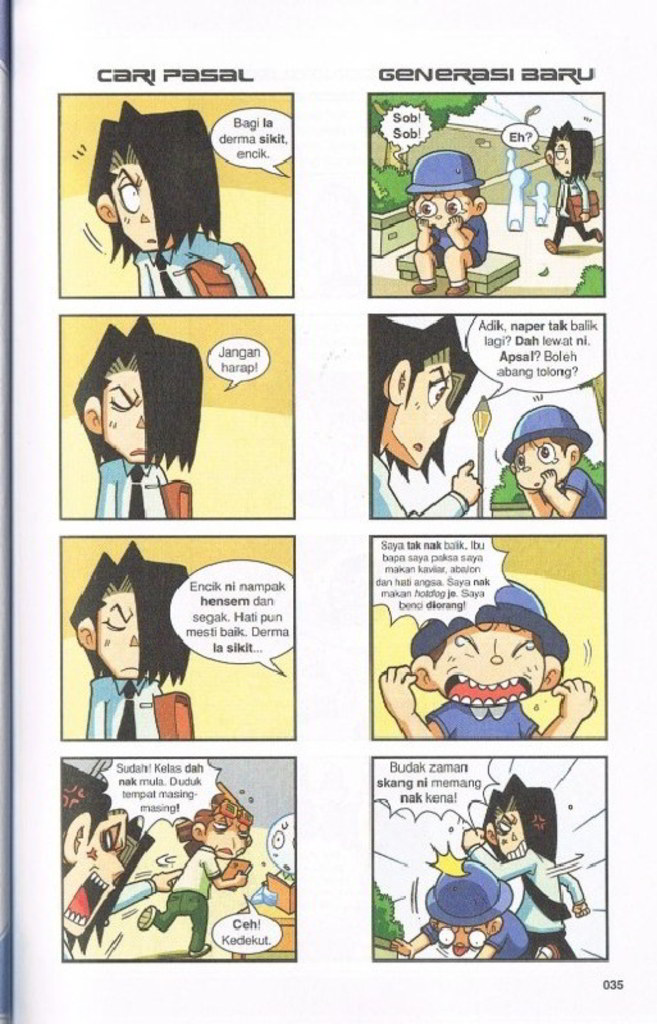 CARI PASAL
Bagi la
derma sikit,
encik.
Jangan
harap!
Encik ni nampak
hensem dan
segak. Hati pun
mesti baik. Derma
la sikit...
Sudah! Kelas dah
nak mula. Duduk
tempat masing-
masing!
Ceh!
Kedekut.
GENERASI BARU
Sob!
Sob!
Eh?
Adik, naper tak balik
lagi? Dah lewat ni.
Apsal? Boleh
abang tolong?
Saya tak nak balik. Ibu
bapa saya paksa saya
makan kaviar, abalon
dan hati angsa. Saya nak
makan hotdog je. Saya
benci diorang!
Budak zaman
skang ni memang
nak kena!
035